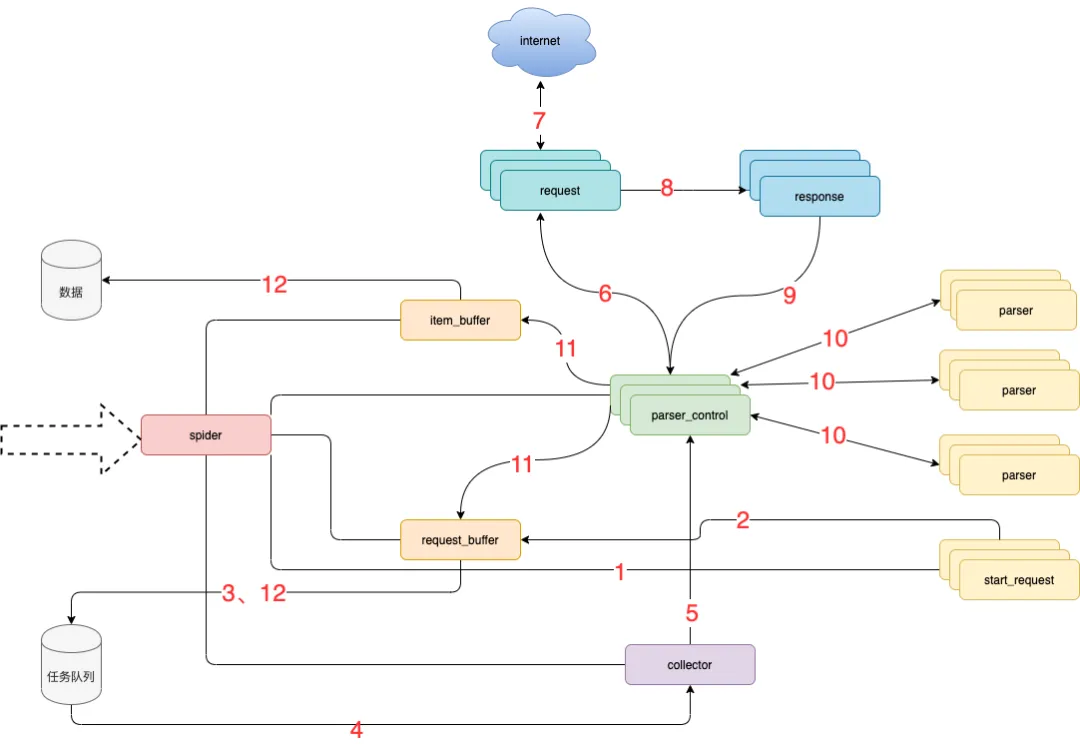 internet
7
request
8
response
数据
12
item_buffer
6
9
parser
11
10
10
parser
spider
parser_control
10
parser
11
request_buffer
2
1
start_request
3、12
5
任务队列
collector
4